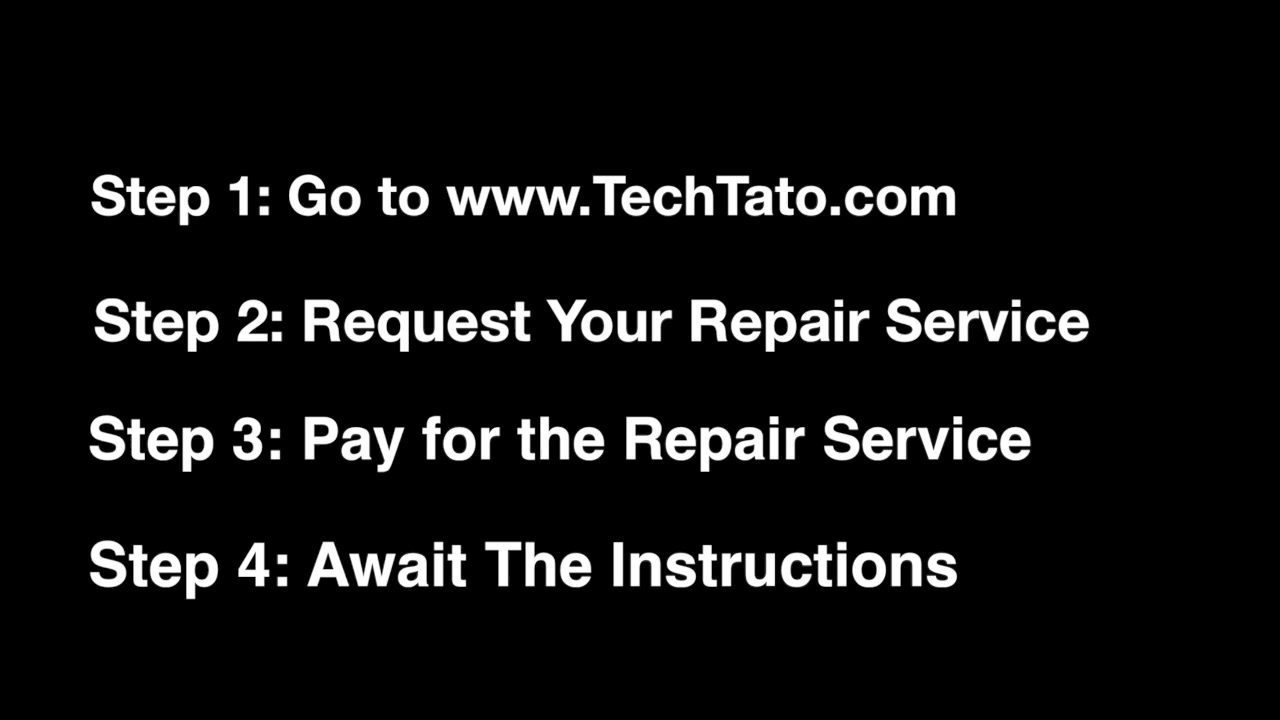 Step 1: Go to www.TechTato.com
Step 2: Request Your Repair Service
Step 3: Pay for the Repair Service
Step 4: Await The Instructions